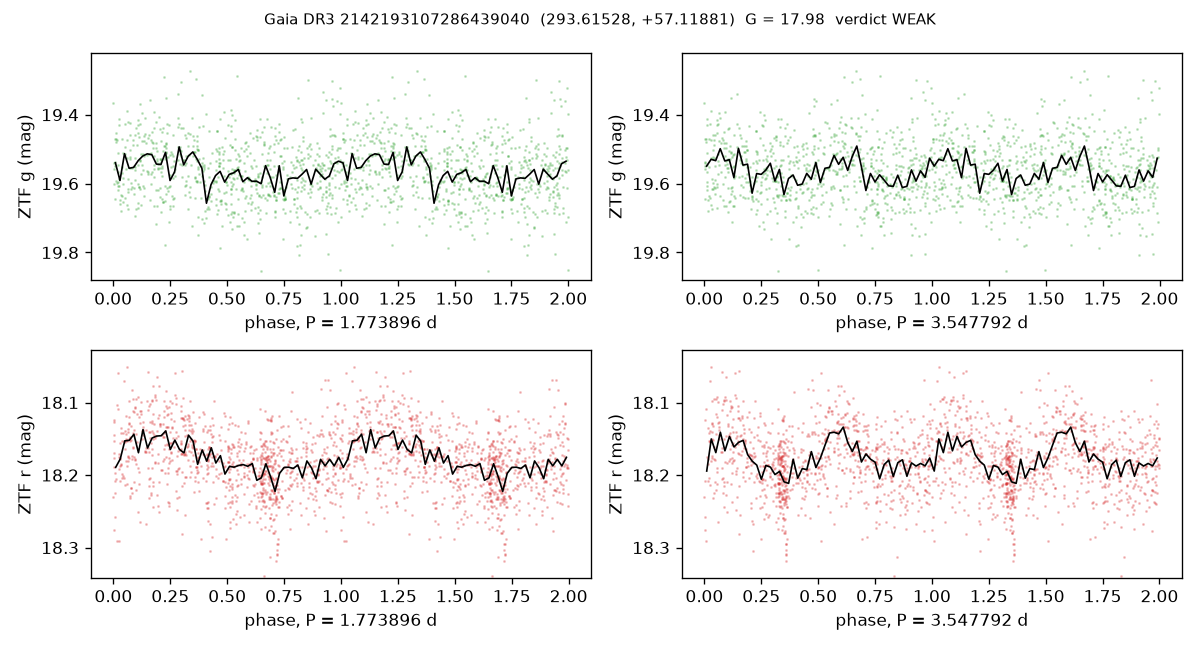 Gaia DR3 2142193107286439040  (293.61528, +57.11881)  G = 17.98  verdict WEAK
ZTF g (mag)
19.4
19.6
19.8
0.00 0.25 0.50 0.75 1.00 1.25 1.50 1.75 2.00
phase, P = 1.773896 d
ZTF g (mag)
19.4
19.6
19.8
0.00 0.25 0.50 0.75 1.00 1.25 1.50 1.75 2.00
phase, P = 3.547792 d
ZTF r (mag)
18.1
18.2
18.3
0.00 0.25 0.50 0.75 1.00 1.25 1.50 1.75 2.00
phase, P = 1.773896 d
ZTF r (mag)
18.1
18.2
18.3
0.00 0.25 0.50 0.75 1.00 1.25 1.50 1.75 2.00
phase, P = 3.547792 d